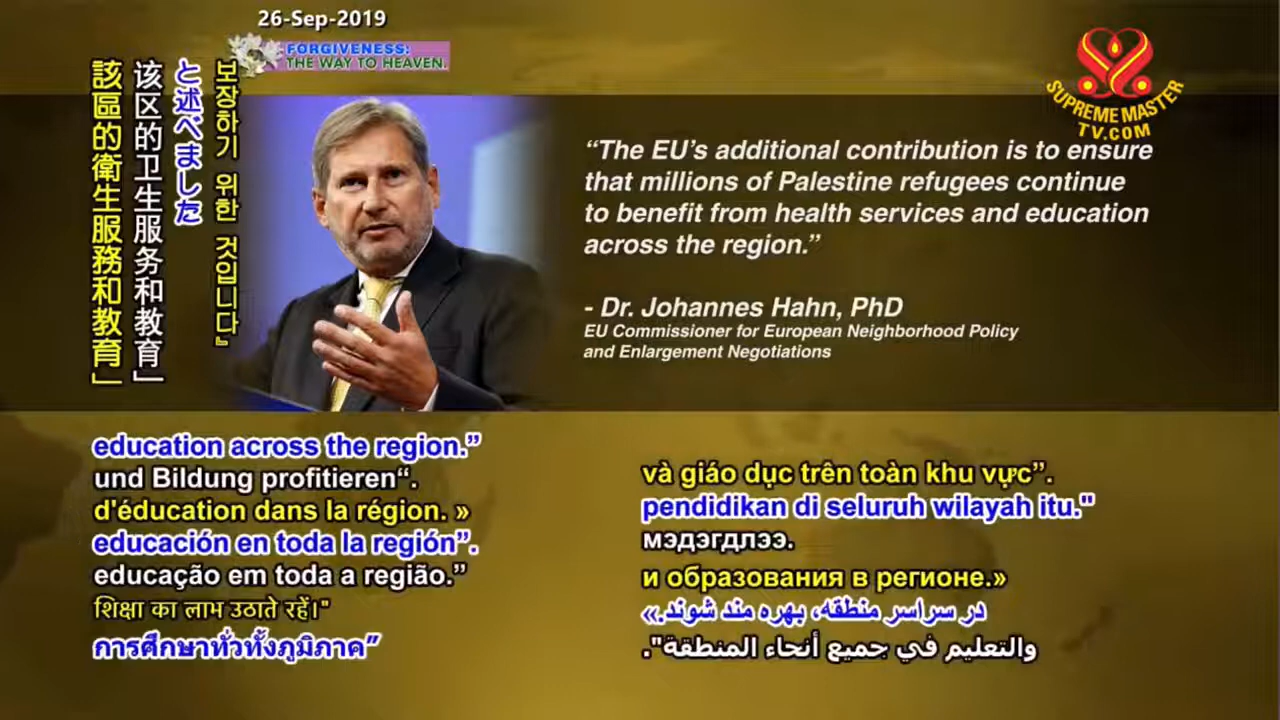 26-Sep-2019
FORGIVENESS:
THE WAY TO HEAVEN.
SUPREME MASTER
TV.COM
보장하기 위한 것입니다』
と述べました
该区的卫生服务和教育」
該區的衛生服務和教育」
“The EU’s additional contribution is to ensure
that millions of Palestine refugees continue
to benefit from health services and education
across the region.”
- Dr. Johannes Hahn, PhD
EU Commissioner for European Neighborhood Policy
and Enlargement Negotiations
education across the region.”
und Bildung profitieren“.
d'éducation dans la région. »
educación en toda la región”.
educação em toda a região.”
शिक्षा का लाभ उठाते रहें।"
การศึกษาทั่วทั้งภูมิภาค”
và giáo dục trên toàn khu vực”.
pendidikan di seluruh wilayah itu."
мэдэгдлээ.
и образования в регионе.»
در سراسر منطقه، بهره مند شوند.»
والتعليم في جميع أنحاء المنطقة".